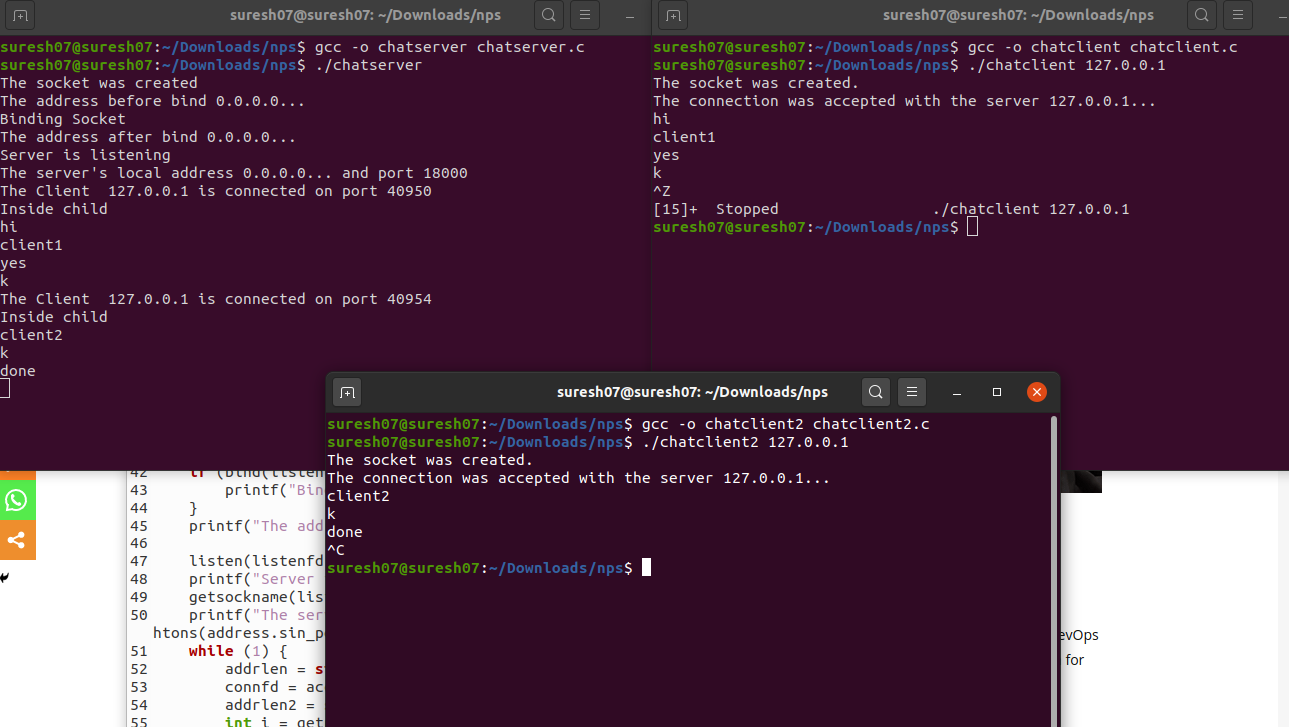 suresh07@suresh07: ~/Downloads/nps
suresh07@suresh07:~/Downloads/nps$ gcc -o chatserver chatserver.c
suresh07@suresh07:~/Downloads/nps$ ./chatserver
The socket was created
The address before bind 0.0.0.0...
Binding Socket
The address after bind 0.0.0.0...
Server is listening
The server's local address 0.0.0.0... and port 18000
The Client  127.0.0.1 is connected on port 40950
Inside child
hi
client1
yes
k
The Client  127.0.0.1 is connected on port 40954
Inside child
client2
k
done
suresh07@suresh07: ~/Downloads/nps
suresh07@suresh07:~/Downloads/nps$ gcc -o chatclient chatclient.c
suresh07@suresh07:~/Downloads/nps$ ./chatclient 127.0.0.1
The socket was created.
The connection was accepted with the server 127.0.0.1...
hi
client1
yes
k
^Z
[15]+  Stopped                 ./chatclient 127.0.0.1
suresh07@suresh07:~/Downloads/nps$
suresh07@suresh07: ~/Downloads/nps
suresh07@suresh07:~/Downloads/nps$ gcc -o chatclient2 chatclient2.c
suresh07@suresh07:~/Downloads/nps$ ./chatclient2 127.0.0.1
The socket was created.
The connection was accepted with the server 127.0.0.1...
client2
k
done
^C
suresh07@suresh07:~/Downloads/nps$
42 if (bind(listen
43 printf("Bin
44 }
45 printf("The add
46
47 listen(listenfd
48 printf("Server
49 getsockname(lis
50 printf("The ser
htons(address.sin_p
51 while (1) {
52 addrlen = s
53 connfd = ac
54 addrlen2 =
55 int i = get
evOps
for